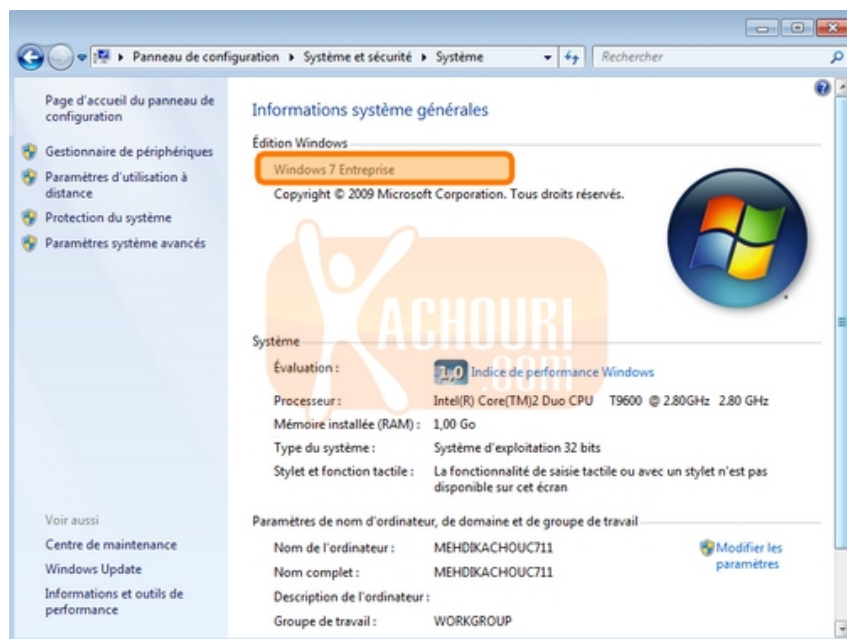 Panneau de configuration ▸ Système et sécurité ▸ Système
Rechercher
Page d'accueil du panneau de
configuration
Gestionnaire de périphériques
Paramètres d'utilisation à
distance
Protection du système
Paramètres système avancés
Voir aussi
Centre de maintenance
Windows Update
Informations et outils de
performance
Informations système générales
Édition Windows
Windows 7 Entreprise
Copyright © 2009 Microsoft Corporation. Tous droits réservés.
KACHOURI
.com
Système
Évaluation :
1,0 Indice de performance Windows
Processeur : Intel(R) Core(TM)2 Duo CPU T9600 @ 2.80GHz 2.80 GHz
Mémoire installée (RAM) : 1,00 Go
Type du système : Système d'exploitation 32 bits
Stylet et fonction tactile : La fonctionnalité de saisie tactile ou avec un stylet n'est pas
disponible sur cet écran
Paramètres de nom d'ordinateur, de domaine et de groupe de travail
Nom de l'ordinateur : MEHDIKACHOUC711
Modifier les
paramètres
Nom complet : MEHDIKACHOUC711
Description de l'ordinateur :
Groupe de travail : WORKGROUP